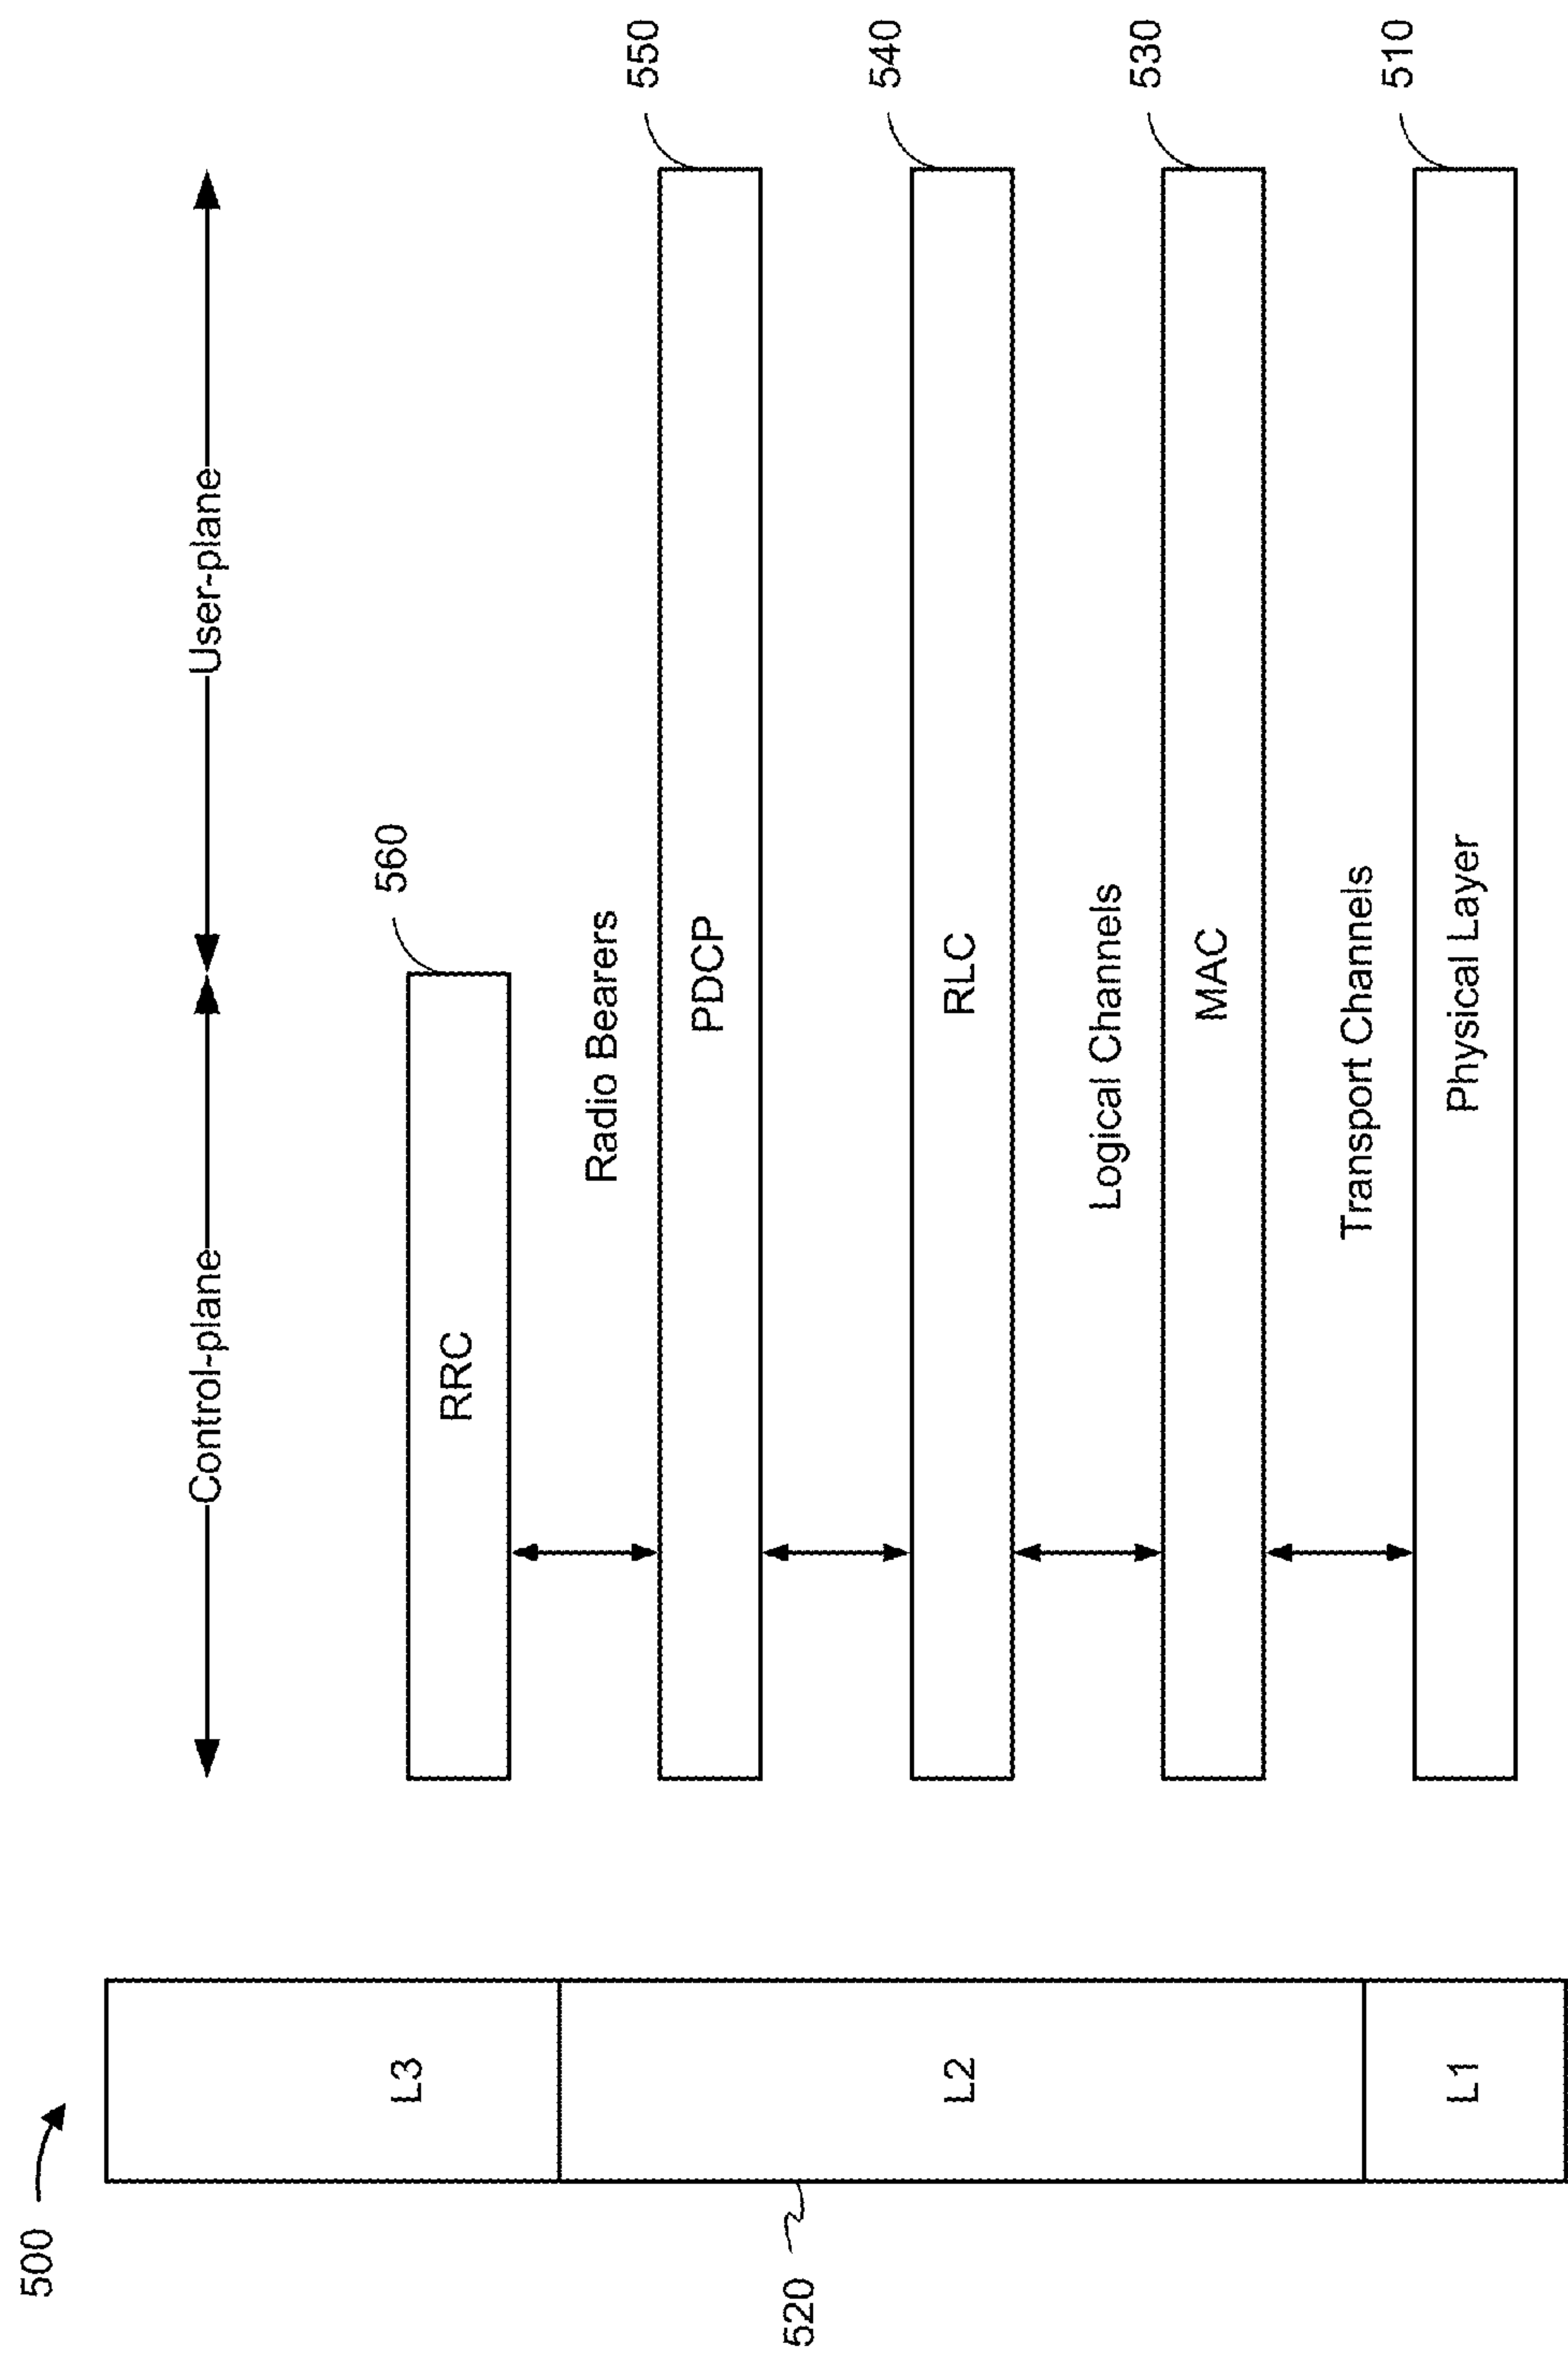 500
Control-plane
User-plane
560
L3
RRC
Radio Bearers
550
520
PDCP
540
L2
RLC
Logical Channels
530
MAC
Transport Channels
510
L1
Physical Layer